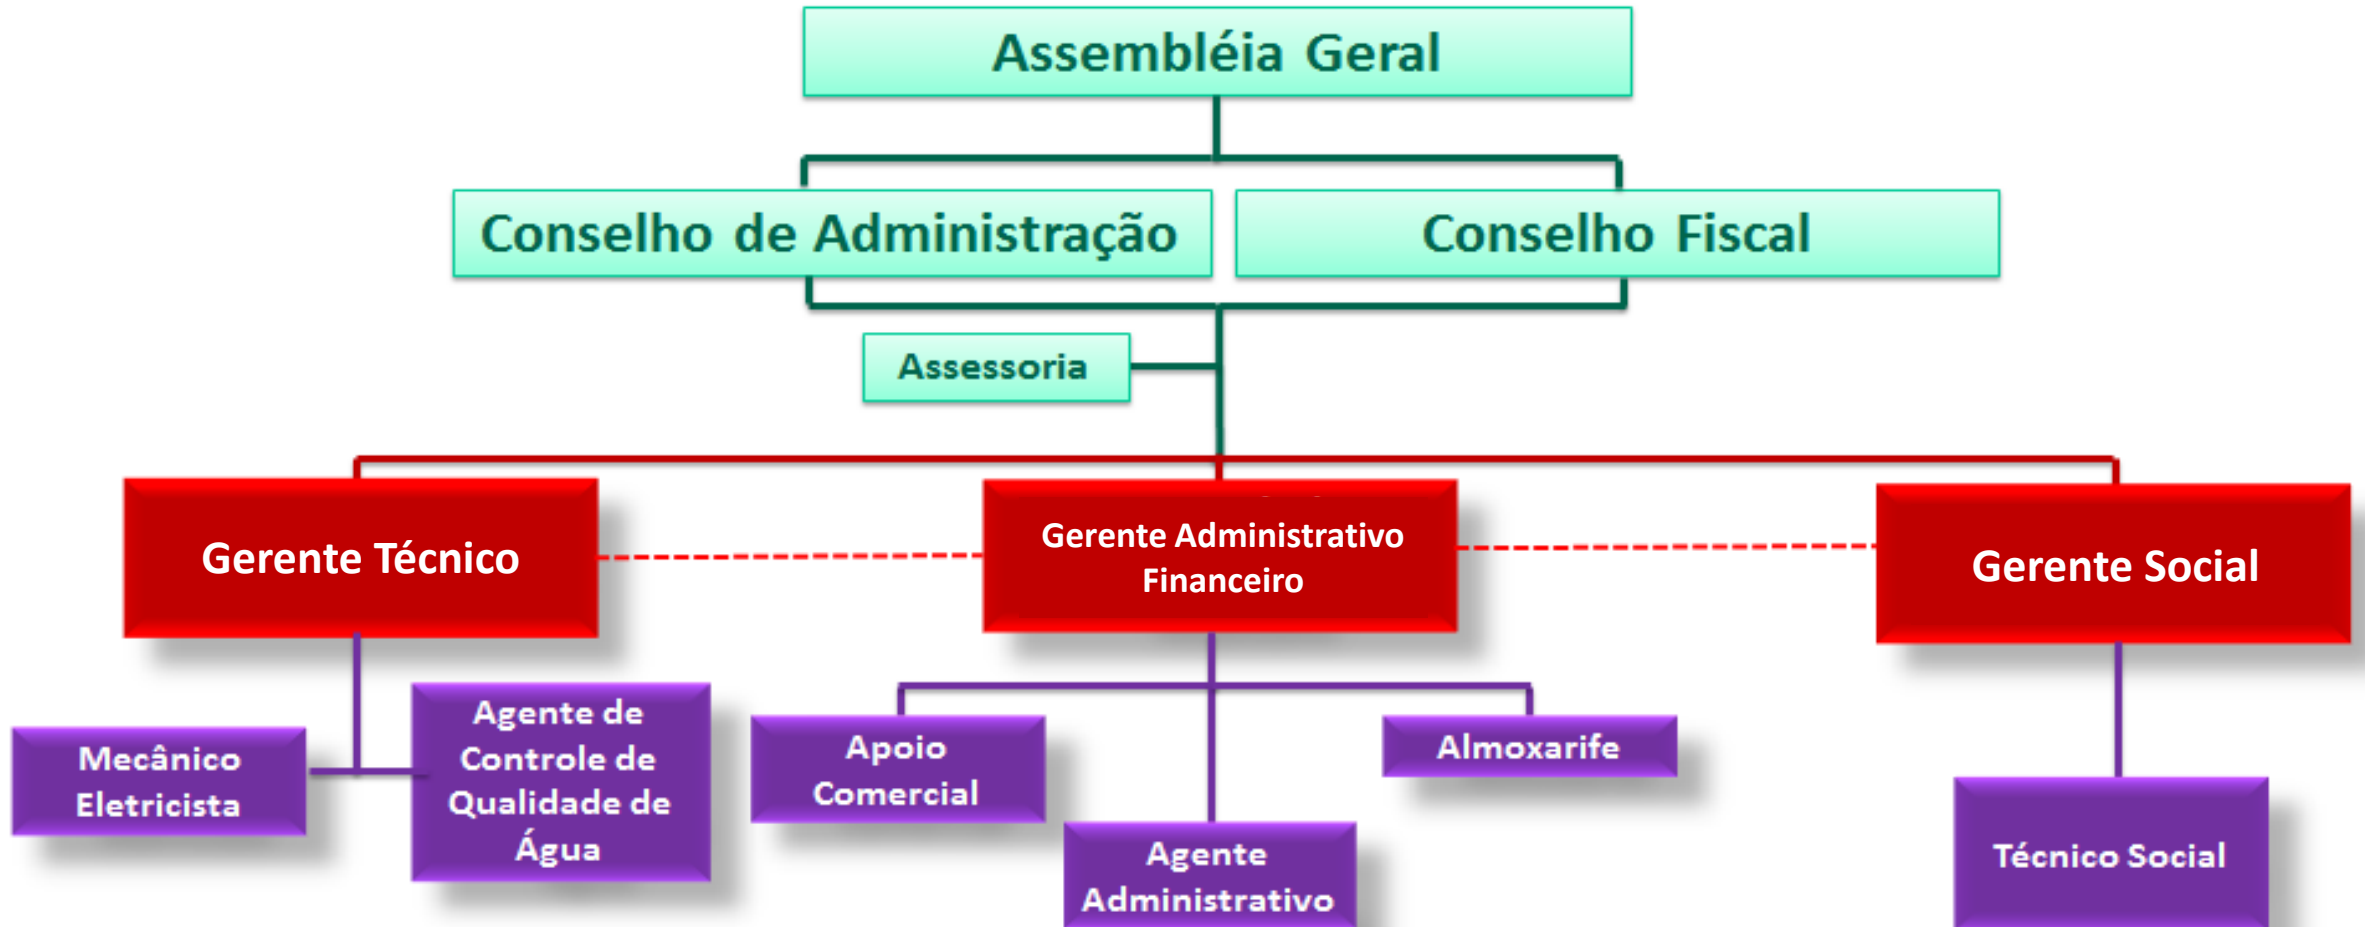 Assembléia Geral
Conselho de Administração
Conselho Fiscal
Assessoria
Gerente Técnico
Gerente Administrativo
Financeiro
Gerente Social
Mecânico
Eletricista
Agente de
Controle de
Qualidade de
Água
Apoio
Comercial
Agente
Administrativo
Almoxarife
Técnico Social